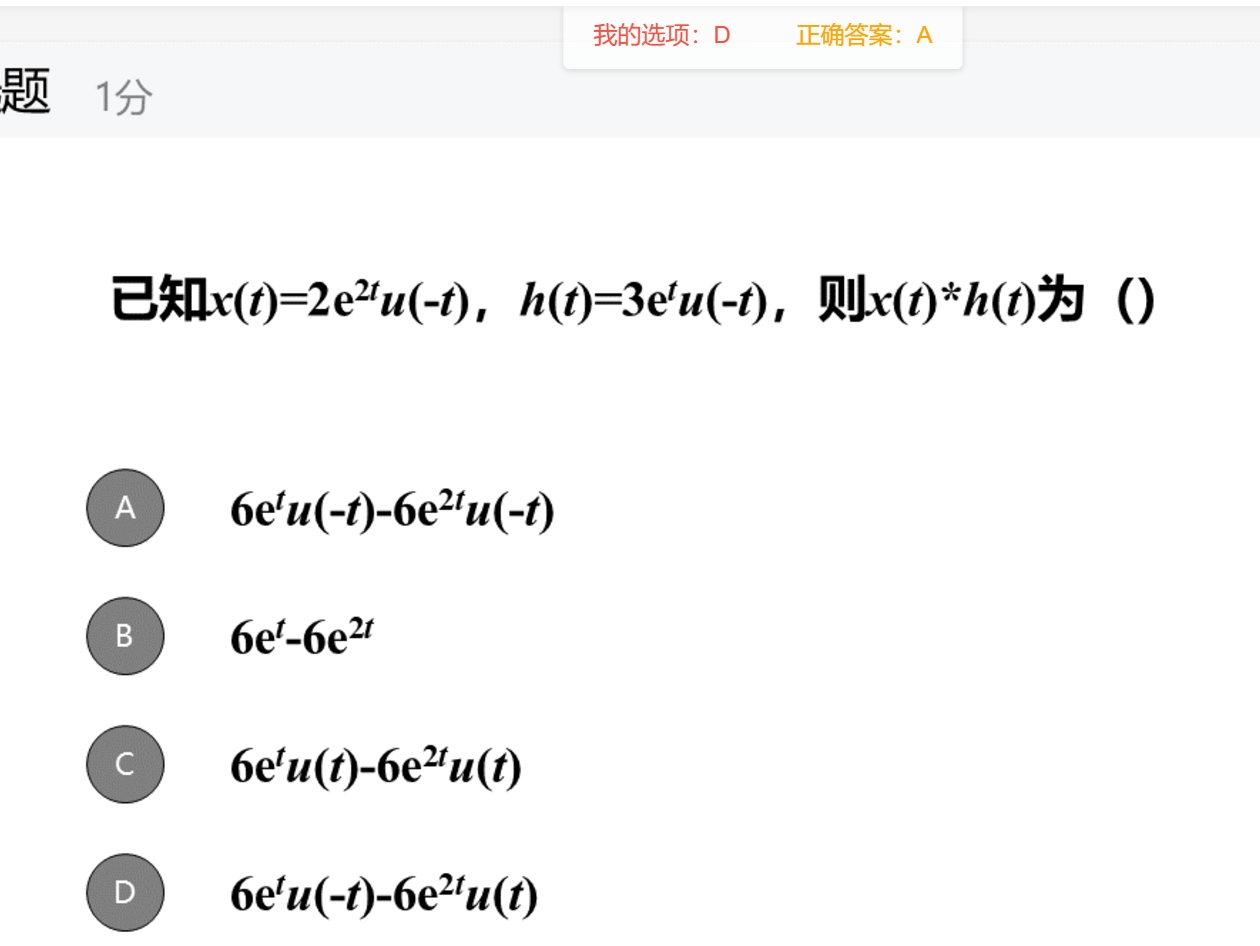 我的选项：D 正确答案：A
题 1分
已知x(t)=2e²ᵗu(-t)，h(t)=3eᵗu(-t)，则x(t)*h(t)为（）
A 6eᵗu(-t)-6e²ᵗu(-t)
B 6eᵗ-6e²ᵗ
C 6eᵗu(t)-6e²ᵗu(t)
D 6eᵗu(-t)-6e²ᵗu(t)